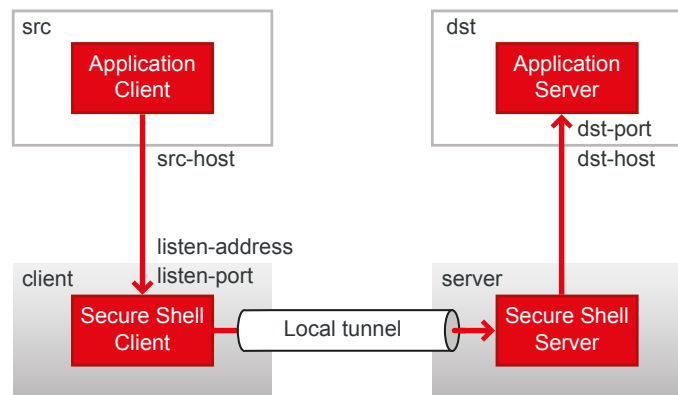 src
Application
Client
src-host
listen-address
listen-port
client
Secure Shell
Client
Local tunnel
dst
Application
Server
dst-port
dst-host
server
Secure Shell
Server